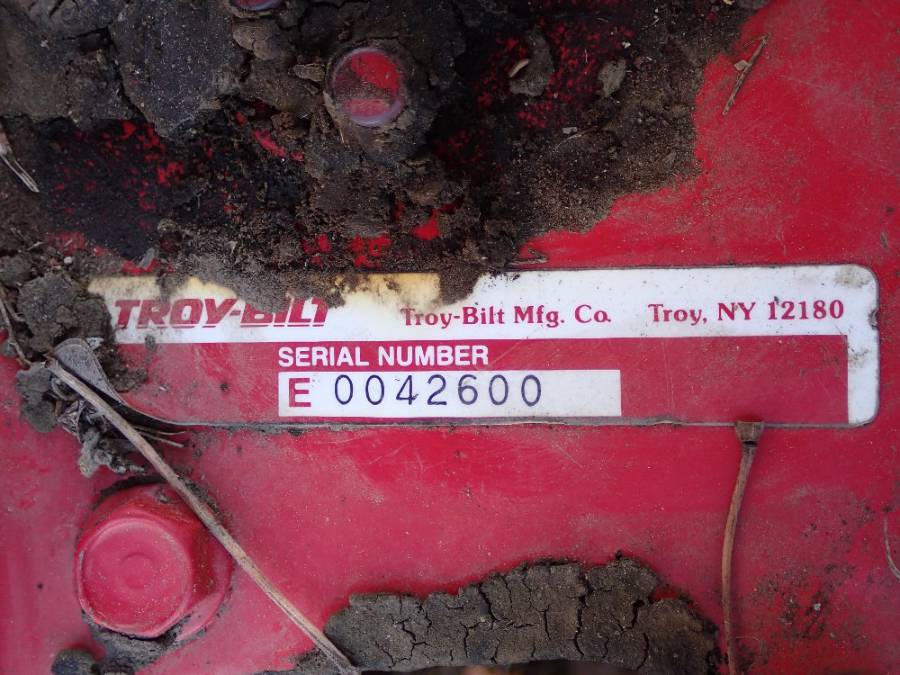 TROY-BILT Troy-Bilt Mfg. Co. Troy, NY 12180
SERIAL NUMBER
E 0042600